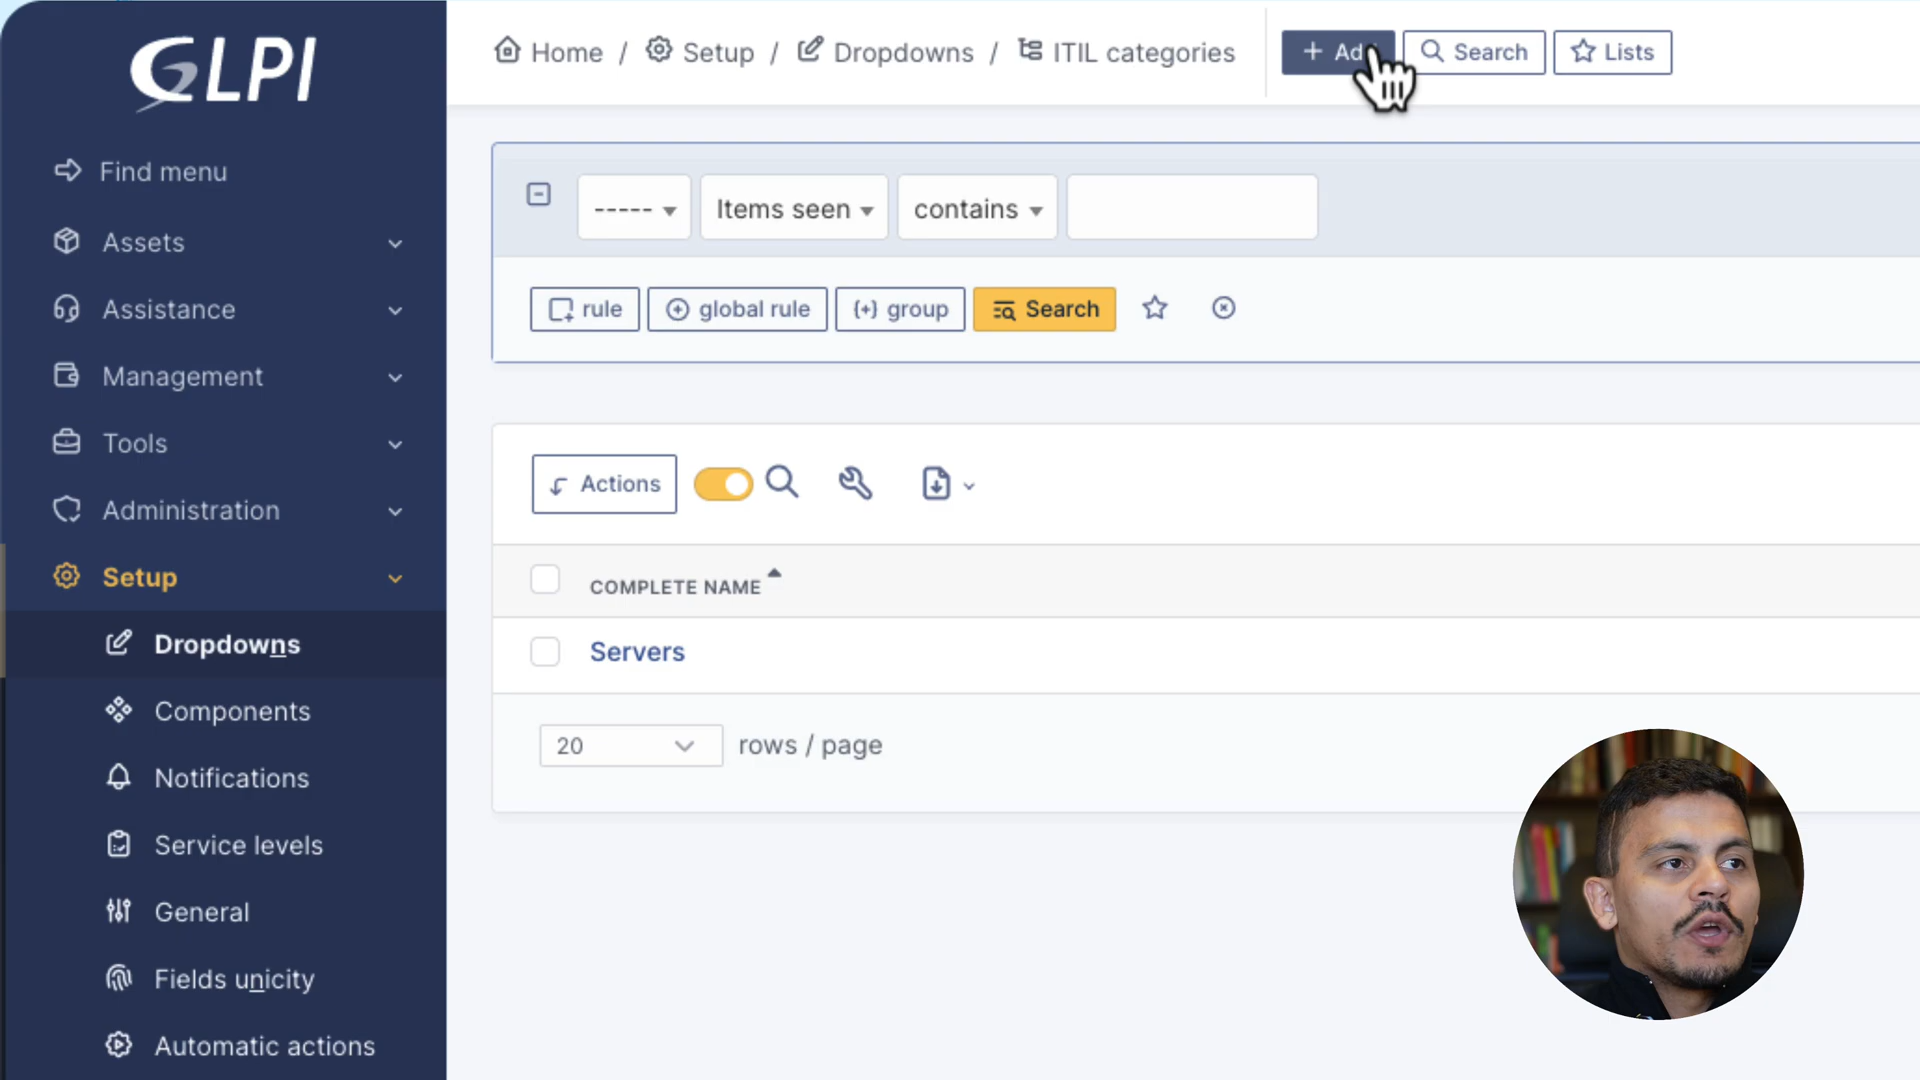 GLPI
Home / Setup / Dropdowns / ITIL categories
Search
Lists
Find menu
Assets
Assistance
Management
Tools
Administration
Setup
Dropdowns
Components
Notifications
Service levels
General
Fields unicity
Automatic actions
----- Items seen contains
rule global rule group Search
Actions
COMPLETE NAME
Servers
20 rows / page